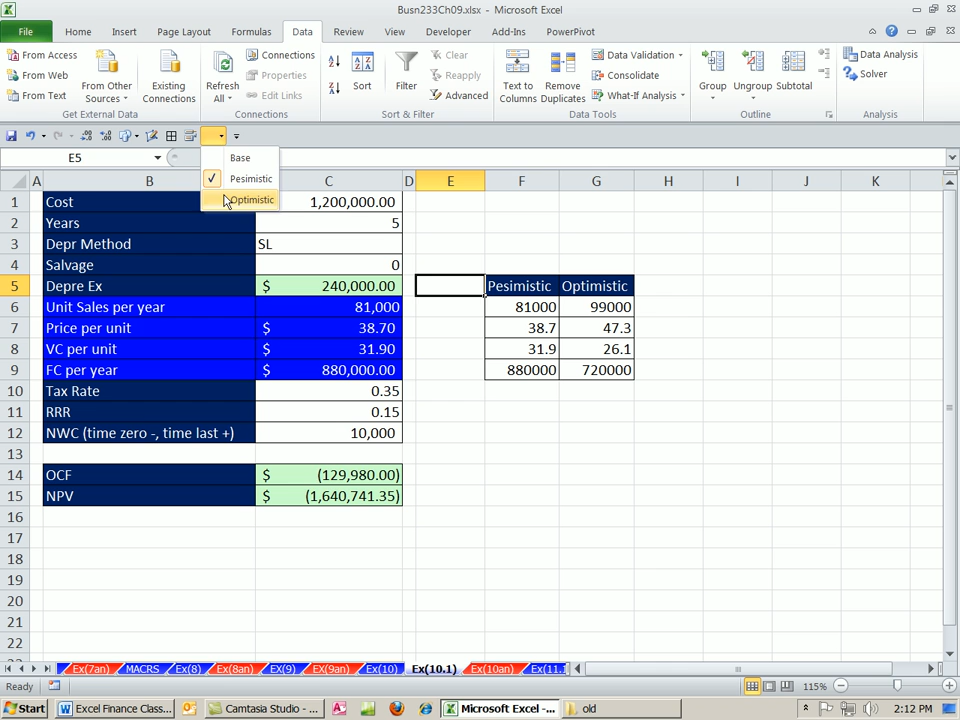 Busn233Ch09.xlsx - Microsoft Excel
File Home Insert Page Layout Formulas Data Review View Developer Add-Ins PowerPivot
From Access
From Web
From Text
From Other Sources
Existing Connections
Get External Data
Refresh All
Connections
Properties
Edit Links
Connections
Sort
Filter
Clear
Reapply
Advanced
Sort & Filter
Text to Columns
Remove Duplicates
Data Validation
Consolidate
What-If Analysis
Data Tools
Group
Ungroup
Subtotal
Outline
Data Analysis
Solver
Analysis
E5
Base
Pesimistic
Optimistic
A B C D E F G H I J K
1 Cost 1,200,000.00
2 Years 5
3 Depr Method SL
4 Salvage 0
5 Depre Ex $ 240,000.00 Pesimistic Optimistic
6 Unit Sales per year 81,000 81000 99000
7 Price per unit $ 38.70 38.7 47.3
8 VC per unit $ 31.90 31.9 26.1
9 FC per year $ 880,000.00 880000 720000
10 Tax Rate 0.35
11 RRR 0.15
12 NWC (time zero -, time last +) 10,000
13
14 OCF $ (129,980.00)
15 NPV $ (1,640,741.35)
16
17
18
19
20
21
22
Ex(7an) MACRS Ex(8) Ex(8an) Ex(9) Ex(9an) Ex(10) Ex(10.1) Ex(10an) Ex(11.
Ready 115%
Start Excel Finance Class... Camtasia Studio - ... Microsoft Excel -... old 2:12 PM